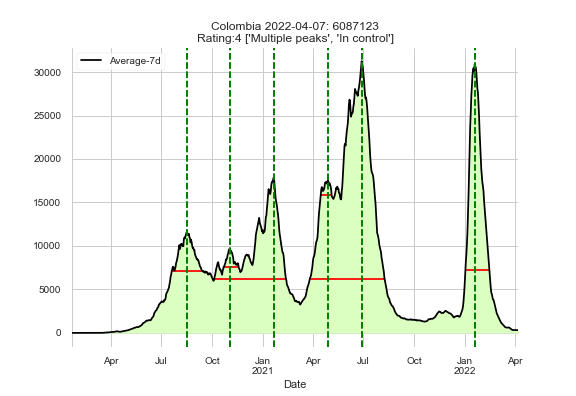 Colombia 2022-04-07: 6087123
Rating:4 ['Multiple peaks', 'In control']
Average-7d
30000
25000
20000
15000
10000
5000
0
Apr Jul Oct Jan Apr Jul Oct Jan Apr
2021 2022
Date